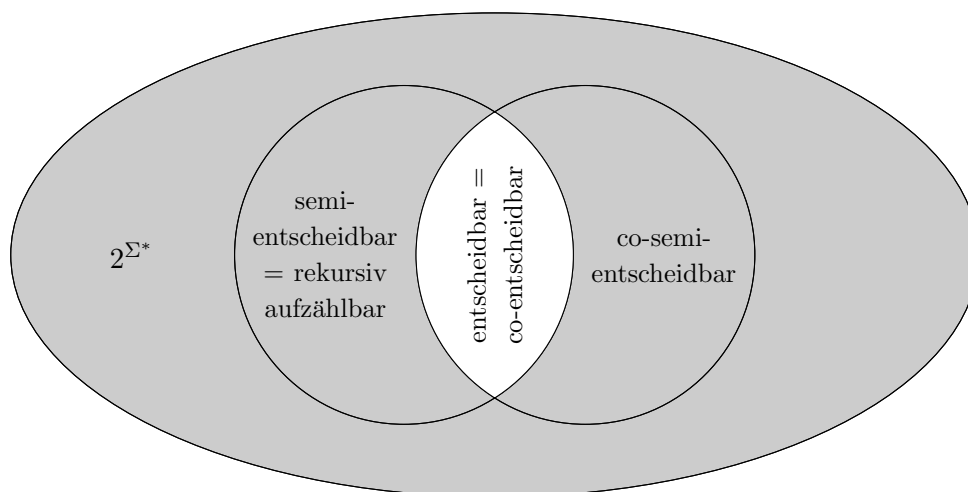 2^{Σ*}
semi-
entscheidbar
= rekursiv
aufzählbar
entscheidbar =
co-entscheidbar
co-semi-
entscheidbar